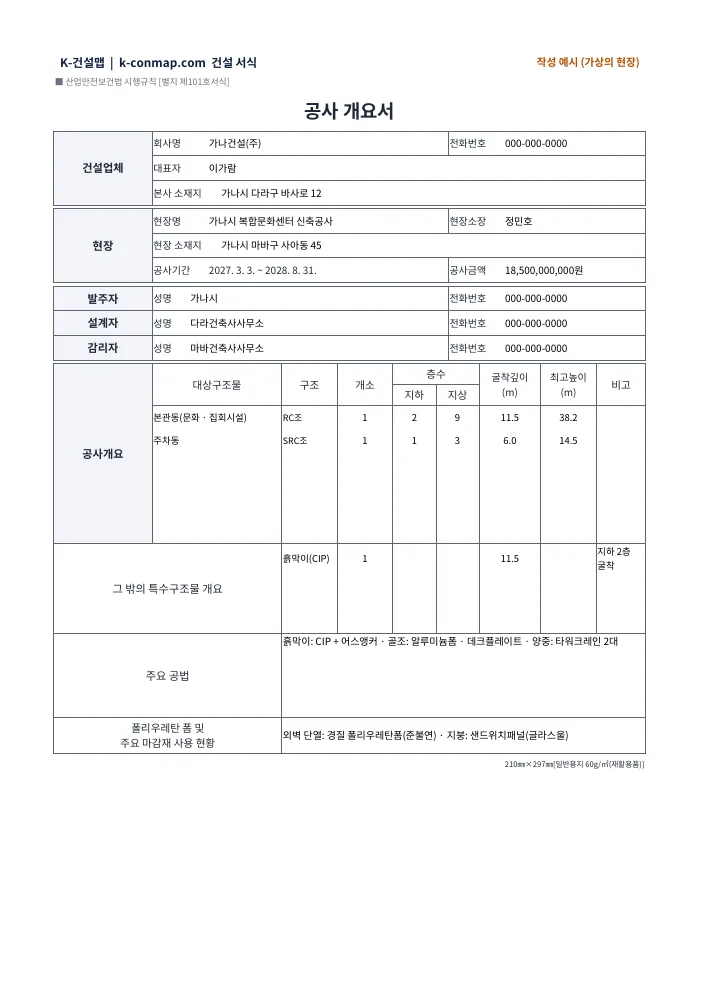 K-건설맵 | k-conmap.com 건설 서식
작성 예시 (가상의 현장)
■ 산업안전보건법 시행규칙 [별지 제101호서식]
공사 개요서
건설업체
회사명 가나건설(주) 전화번호 000-000-0000
대표자 이가람
본사 소재지 가나시 다라구 바사로 12
현장
현장명 가나시 복합문화센터 신축공사 현장소장 정민호
현장 소재지 가나시 마바구 사아동 45
공사기간 2027. 3. 3. ~ 2028. 8. 31. 공사금액 18,500,000,000원
발주자 성명 가나시 전화번호 000-000-0000
설계자 성명 다라건축사사무소 전화번호 000-000-0000
감리자 성명 마바건축사사무소 전화번호 000-000-0000
공사개요
대상구조물 구조 개소 층수 굴착깊이 (m) 최고높이 (m) 비고
지하 지상
본관동(문화 · 집회시설) RC조 1 2 9 11.5 38.2
주차동 SRC조 1 1 3 6.0 14.5
그 밖의 특수구조물 개요
흙막이(CIP) 1 11.5 지하 2층
굴착
주요 공법
흙막이: CIP + 어스앵커 · 골조: 알루미늄폼 · 데크플레이트 · 양중: 타워크레인 2대
폴리우레탄 폼 및
주요 마감재 사용 현황
외벽 단열: 경질 폴리우레탄폼(준불연) · 지붕: 샌드위치패널(글라스울)
210㎜×297㎜[일반용지 60g/㎡(재활용품)]